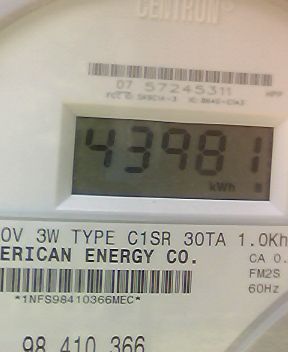 CENTRON®
07 57245311
43981
kWh
0V 3W TYPE C1SR 30TA 1.0Kh
ERICAN ENERGY CO.
CA 0.
FM2S
*1NFS98410366MEC*
60Hz
98 410 366